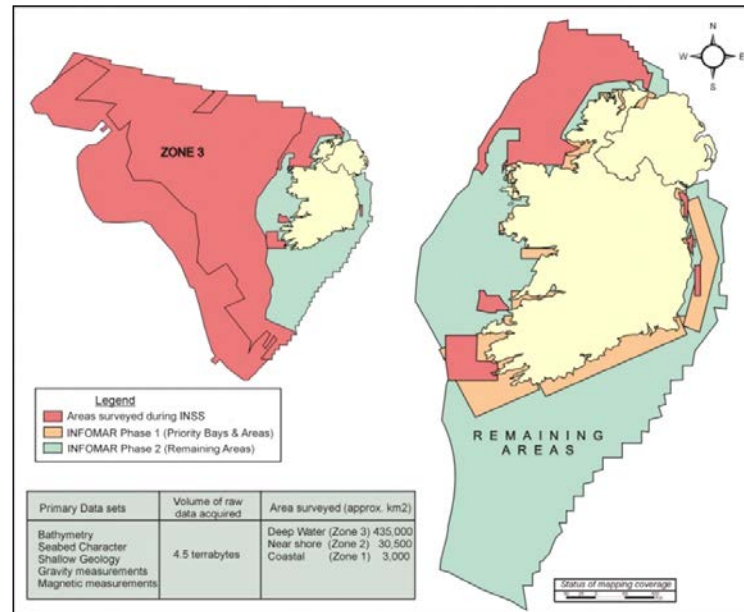 N
W E
S
ZONE 3
Legend
Areas surveyed during INSS
INFOMAR Phase 1 (Priority Bays & Areas)
INFOMAR Phase 2 (Remaining Areas)
REMAINING
AREAS
Primary Data sets
Volume of raw
data acquired
Area surveyed (approx. km2)
Bathymetry
Seabed Character
Shallow Geology
Gravity measurements
Magnetic measurements
4.5 terrabytes
Deep Water (Zone 3) 435,000
Near shore (Zone 2) 30,500
Coastal (Zone 1) 3,000
Status of mapping coverage